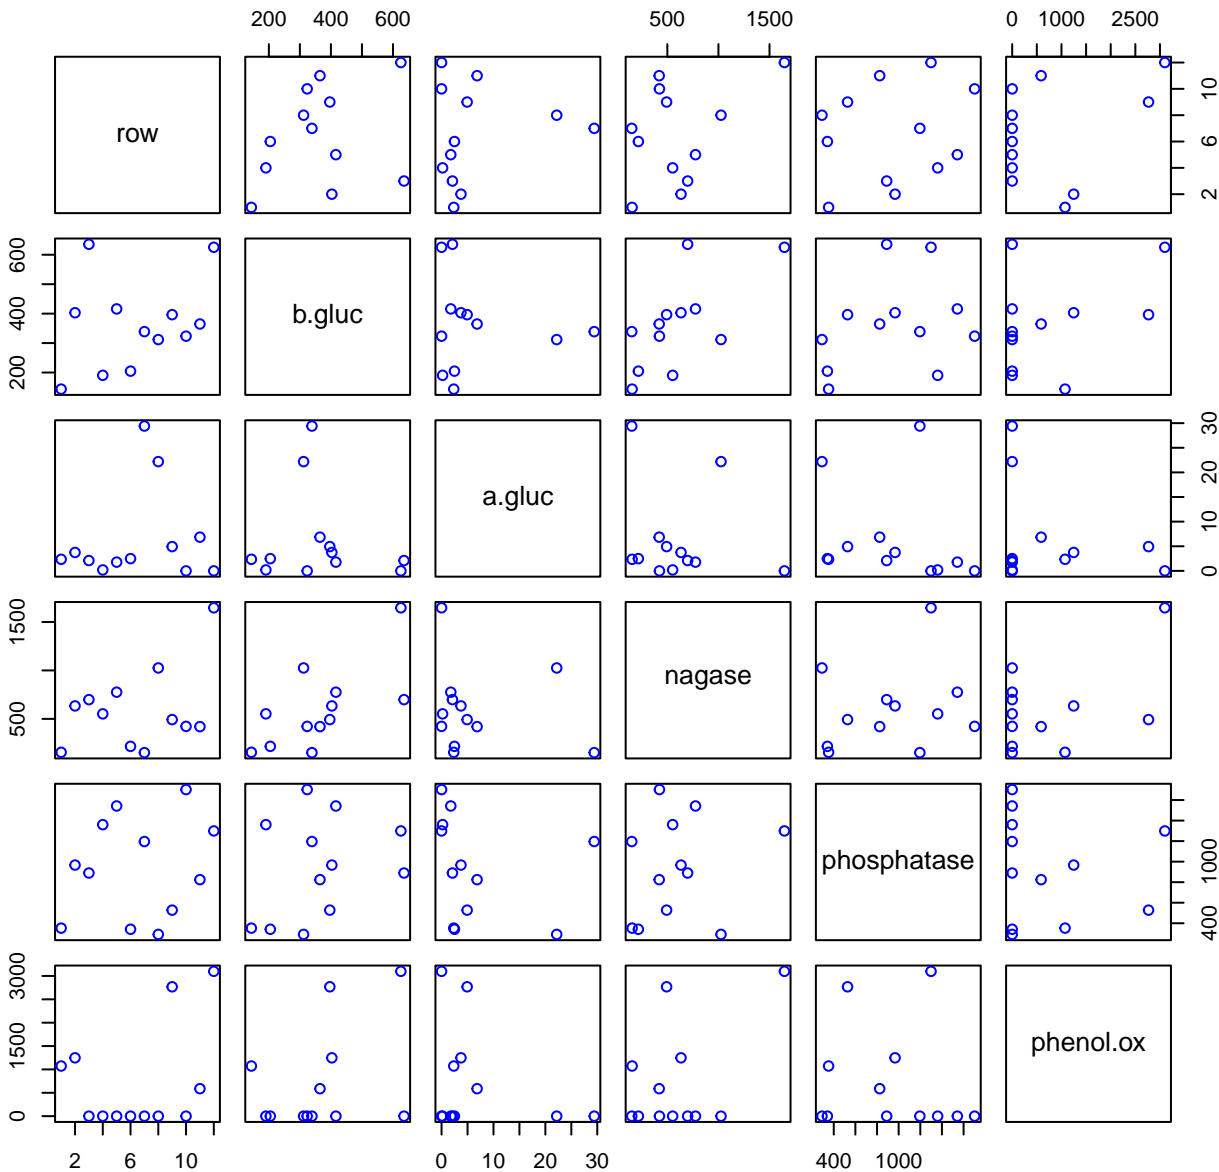 200 400 600 500 1500 0 1000 2500
row 2 6 10
200 400 600 b.gluc
a.gluc 0 10 20 30
500 1500 nagase
phosphatase 400 1000
0 1500 3000 phenol.ox
2 6 10 0 10 20 30 400 1000